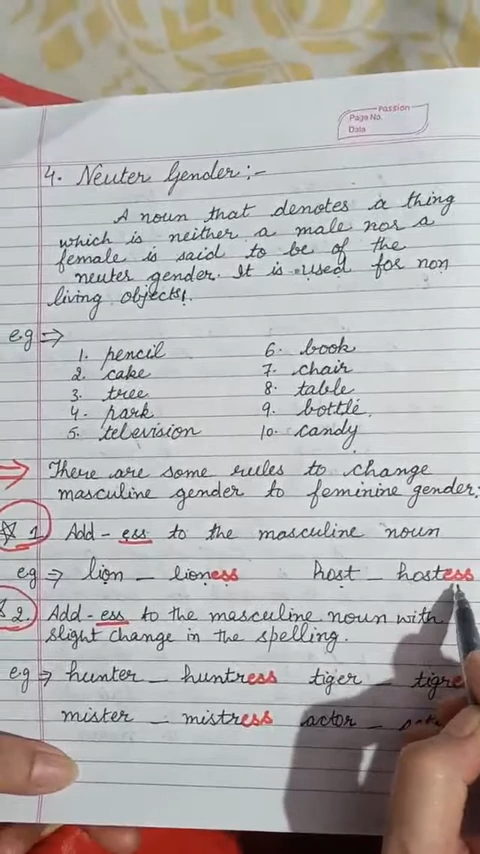 Passion
Page No.
Date
4. Neuter Gender:-
A noun that denotes a thing
which is neither a male nor a
female is said to be of the
neuter gender. It is used for non
living objects.
e.g ⇒
1. pencil 6. book
2. cake 7. chair
3. tree 8. table
4. park 9. bottle.
5. television 10. candy
⇒ There are some rules to change
masculine gender to feminine gender:
☆ 1. Add - ess to the masculine noun
eg ⇒ lion _ lioness host _ hostess
☆ 2. Add - ess to the masculine noun with
slight change in the spelling.
eg ⇒ hunter _ huntress tiger _ tigre
mister _ mistress actor _